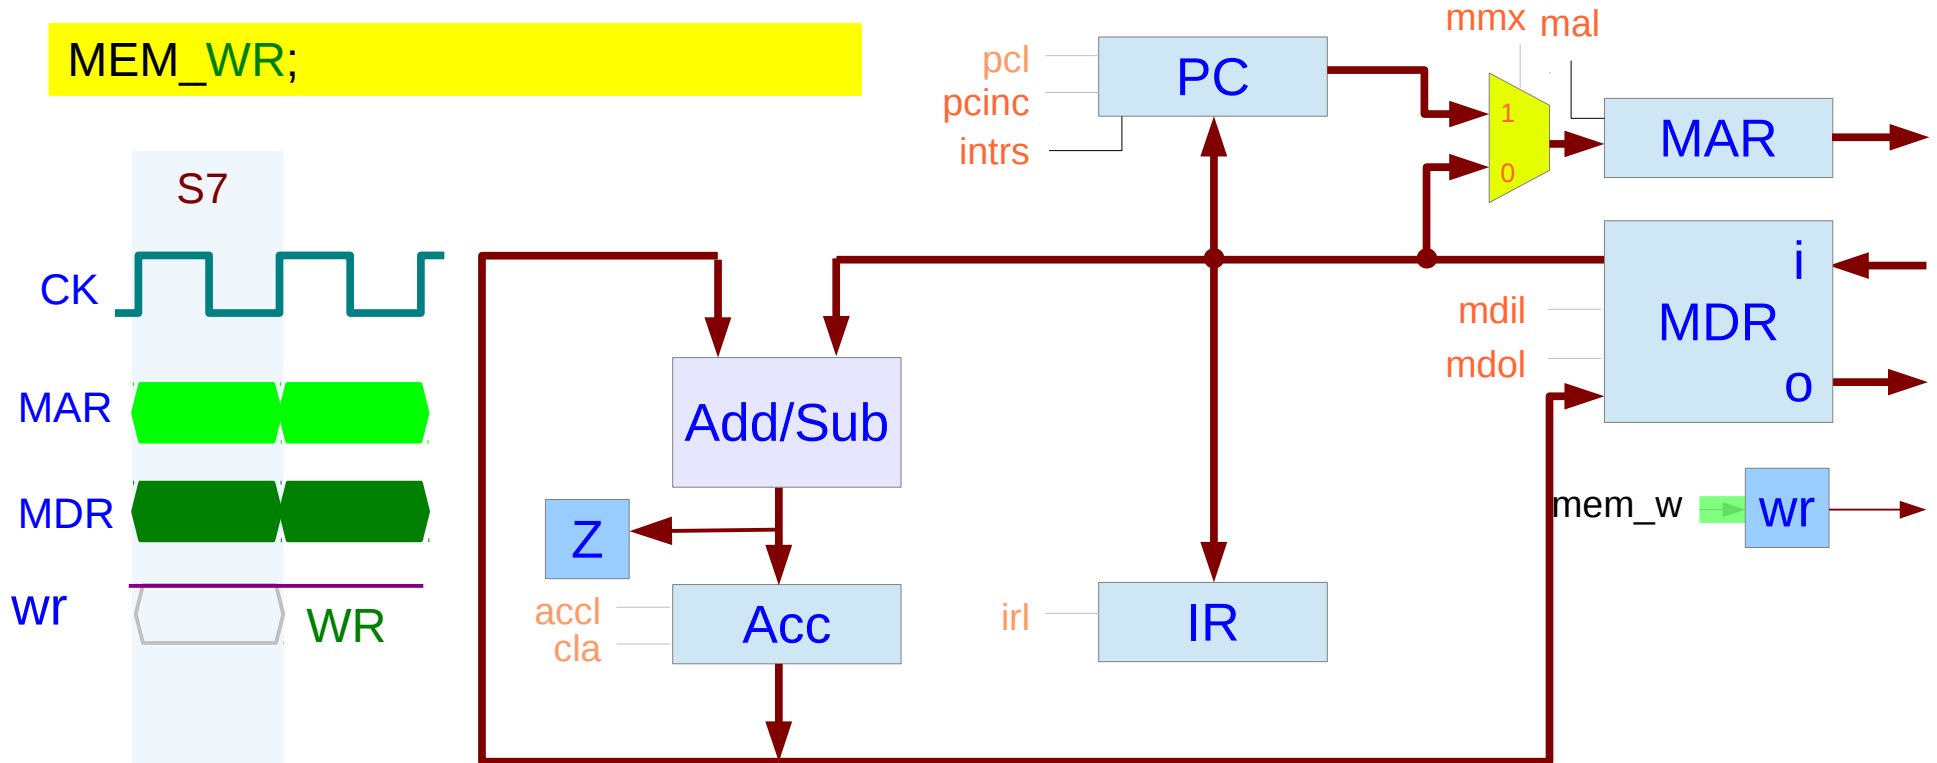 MEM_WR;
S7
CK
MAR
MDR
wr
WR
pcl
pcinc
intrs
PC
mmx
mal
1
0
MAR
i
MDR
o
mdil
mdol
mem_w
wr
Add/Sub
Z
accl
cla
Acc
irl
IR